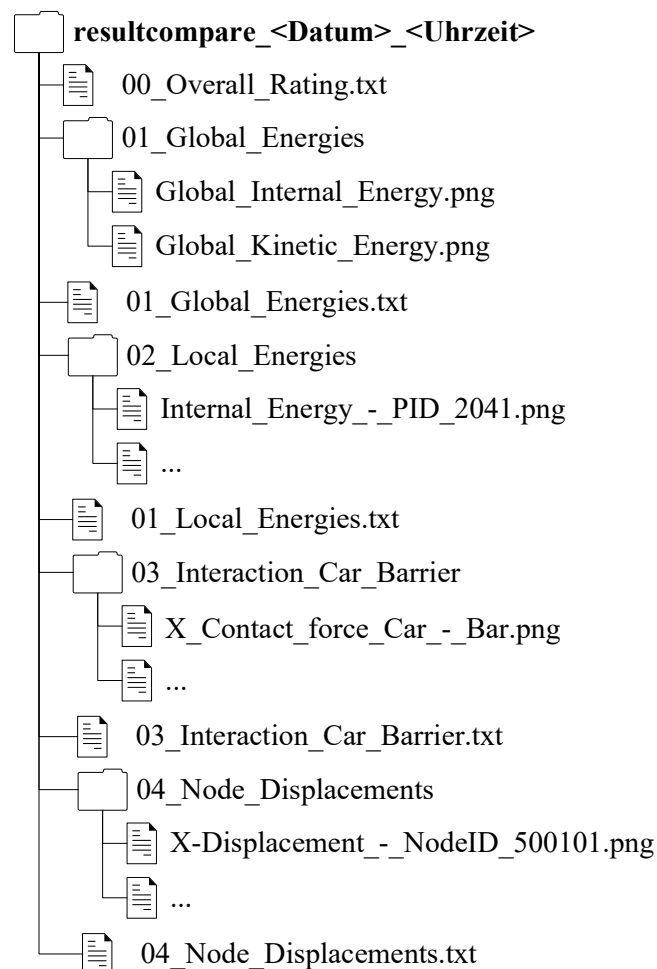 resultcompare_<Datum>_<Uhrzeit>
00_Overall_Rating.txt
01_Global_Energies
Global_Internal_Energy.png
Global_Kinetic_Energy.png
01_Global_Energies.txt
02_Local_Energies
Internal_Energy_-_PID_2041.png
...
01_Local_Energies.txt
03_Interaction_Car_Barrier
X_Contact_force_Car_-_Bar.png
...
03_Interaction_Car_Barrier.txt
04_Node_Displacements
X-Displacement_-_NodeID_500101.png
...
04_Node_Displacements.txt